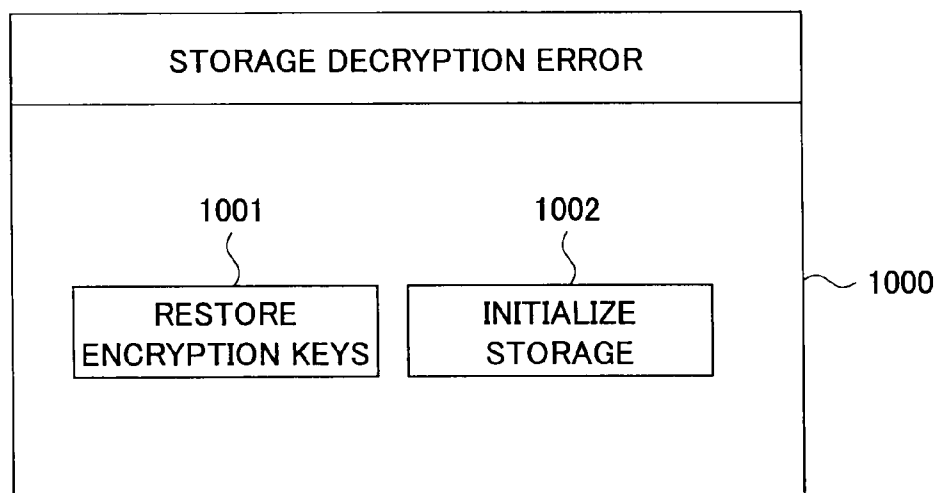 STORAGE DECRYPTION ERROR
1001
1002
1000
RESTORE
ENCRYPTION KEYS
INITIALIZE
STORAGE